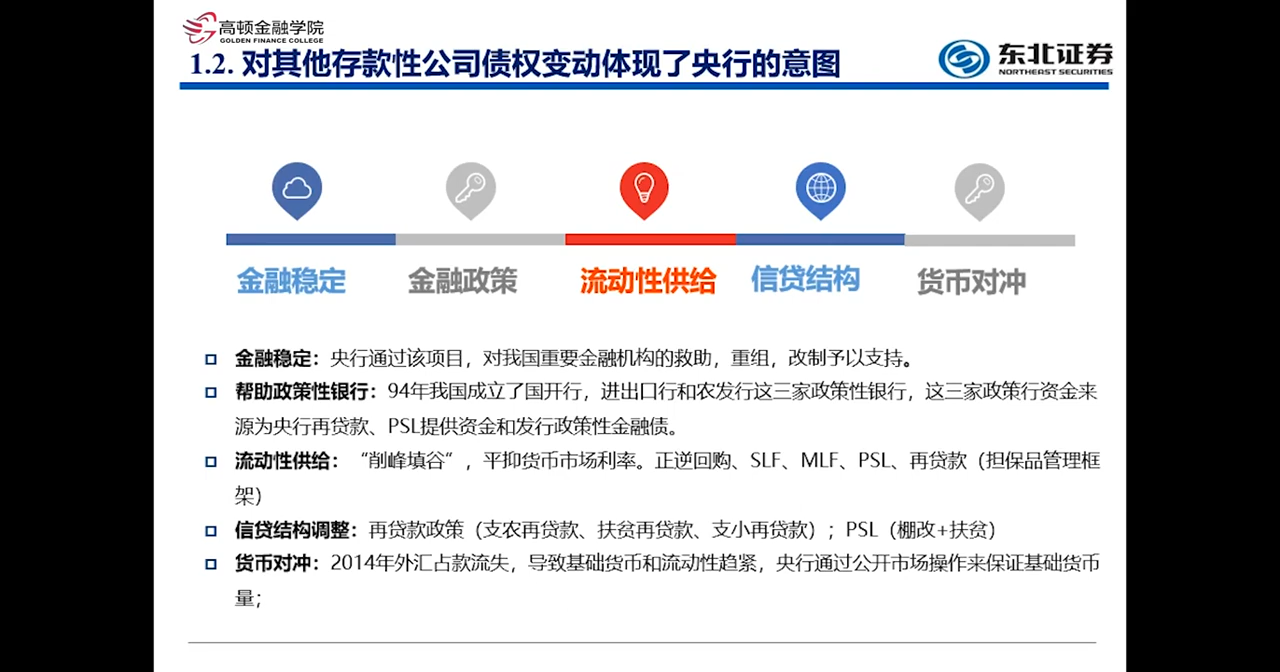 高顿金融学院
GOLDEN FINANCE COLLEGE
1.2. 对其他存款性公司债权变动体现了央行的意图
东北证券
NORTHEAST SECURITIES
金融稳定
金融政策
流动性供给
信贷结构
货币对冲
金融稳定：央行通过该项目，对我国重要金融机构的救助，重组，改制予以支持。
帮助政策性银行：94年我国成立了国开行，进出口行和农发行这三家政策性银行，这三家政策行资金来
源为央行再贷款、PSL提供资金和发行政策性金融债。
流动性供给：“削峰填谷”，平抑货币市场利率。正逆回购、SLF、MLF、PSL、再贷款（担保品管理框
架）
信贷结构调整：再贷款政策（支农再贷款、扶贫再贷款、支小再贷款）；PSL（棚改+扶贫）
货币对冲：2014年外汇占款流失，导致基础货币和流动性趋紧，央行通过公开市场操作来保证基础货币
量；